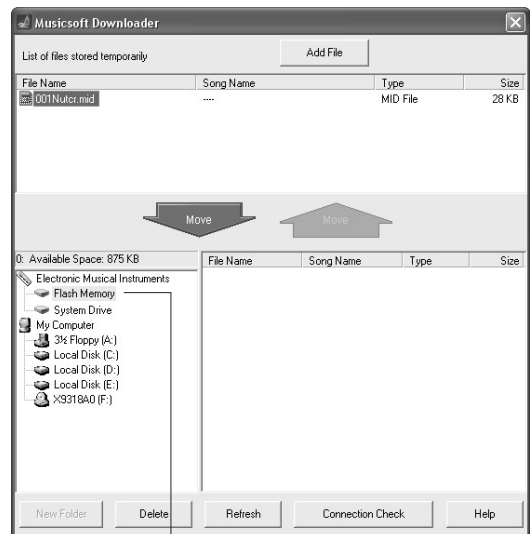 Musicsoft Downloader
List of files stored temporarily
Add File
File Name Song Name Type Size
001Nutcr.mid ---- MID File 28 KB
Move Move
0: Available Space: 875 KB
File Name Song Name Type Size
Electronic Musical Instruments
Flash Memory
System Drive
My Computer
3½ Floppy (A:)
Local Disk (C:)
Local Disk (D:)
Local Disk (E:)
X9318A0 (F:)
New Folder Delete Refresh Connection Check Help